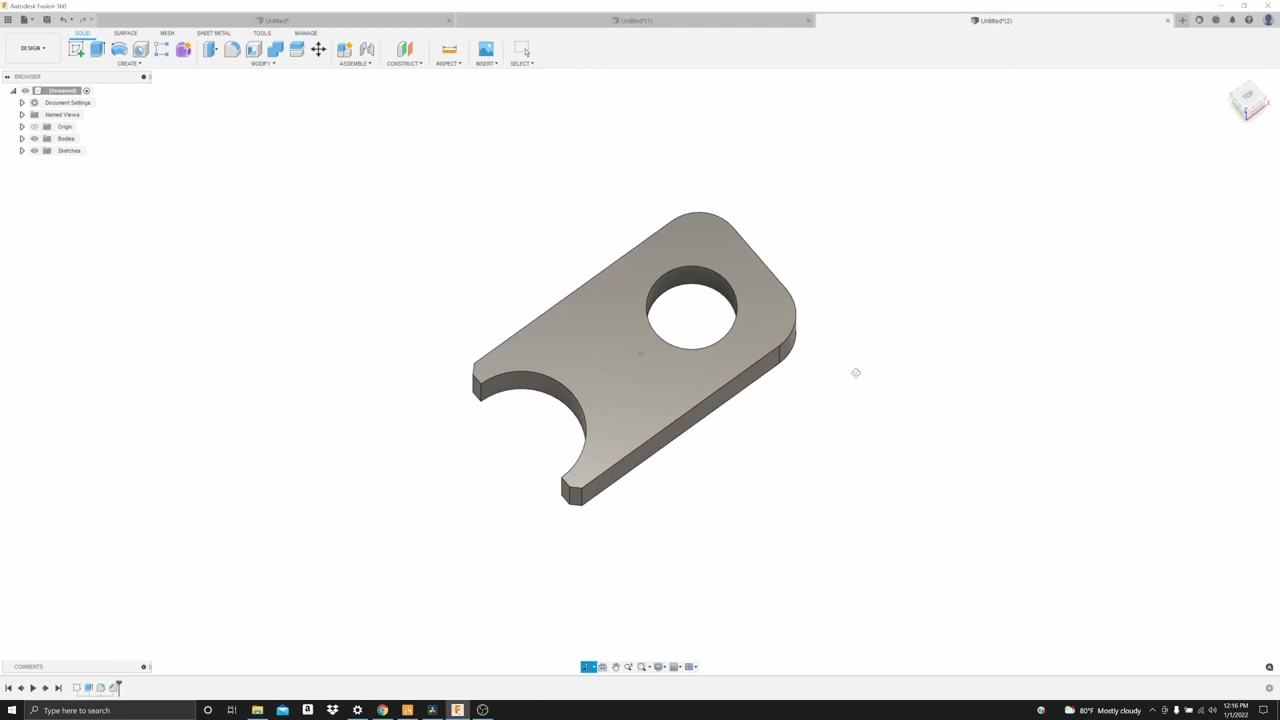 Autodesk Fusion 360
Untitled*
Untitled*(1)
Untitled*(2)
SOLID
SURFACE
MESH
SHEET METAL
TOOLS
MANAGE
DESIGN
CREATE
MODIFY
ASSEMBLE
CONSTRUCT
INSPECT
INSERT
SELECT
BROWSER
(Unsaved)
Document Settings
Named Views
Origin
Bodies
Sketches
TOP
COMMENTS
Type here to search
80°F Mostly cloudy
12:16 PM
1/1/2022